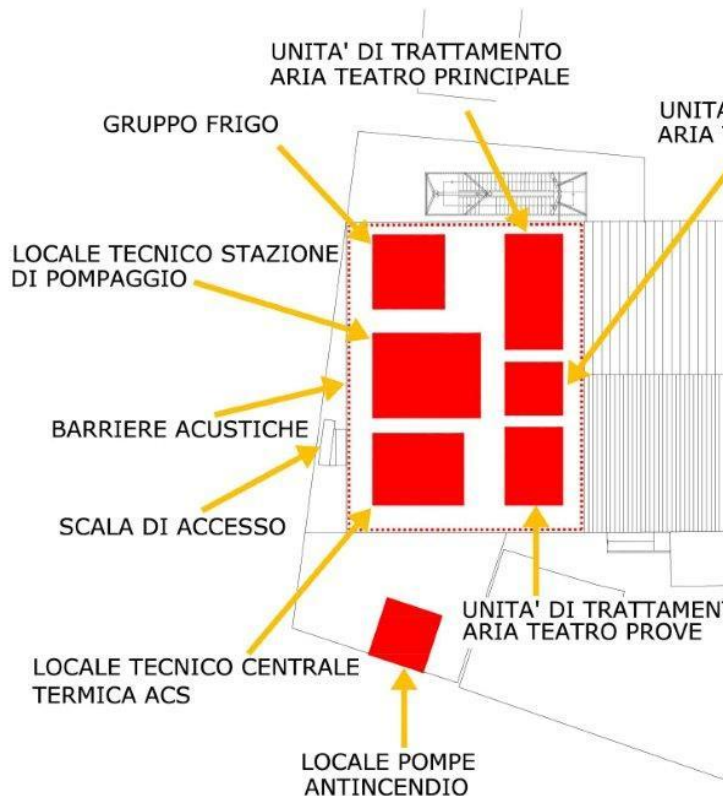 UNITA' DI TRATTAMENTO
ARIA TEATRO PRINCIPALE
GRUPPO FRIGO
ARIA
LOCALE TECNICO STAZIONE
DI POMPAGGIO
BARRIERE ACUSTICHE
SCALA DI ACCESSO
UNITA' DI
ARIA TEATRO PROVE
LOCALE TECNICO CENTRALE
TERMICA ACS
LOCALE POMPE
ANTINCENDIO